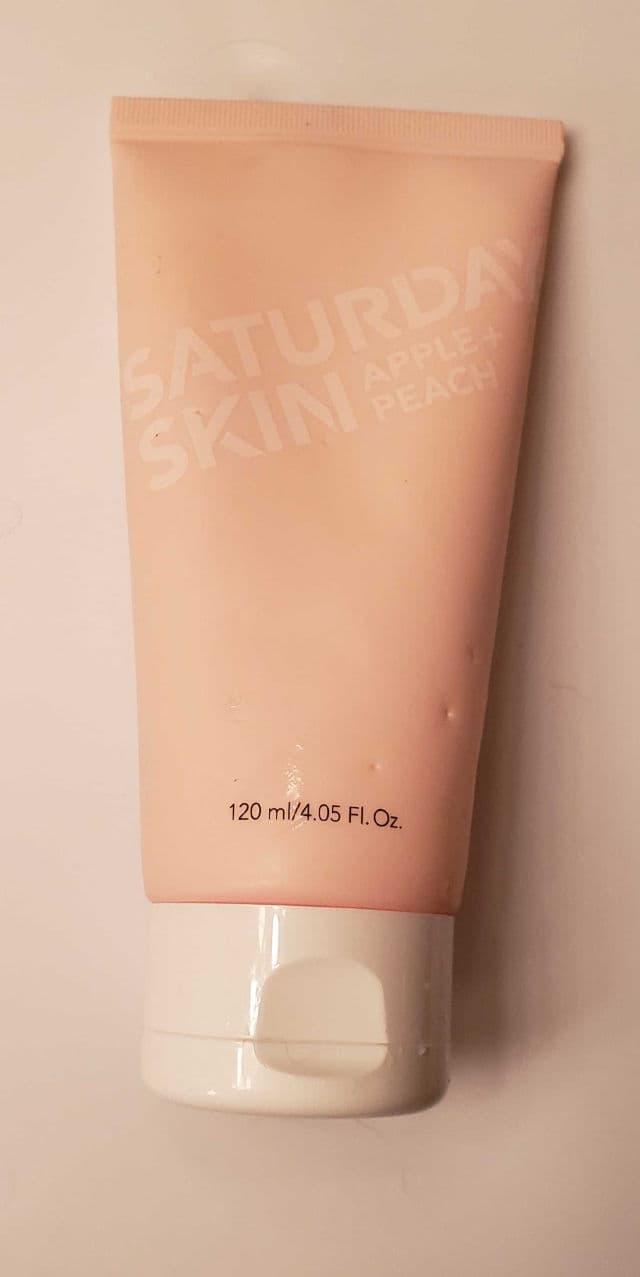 SATURDAY
SKIN APPLE+
PEACH
120 ml/4.05 Fl. Oz.